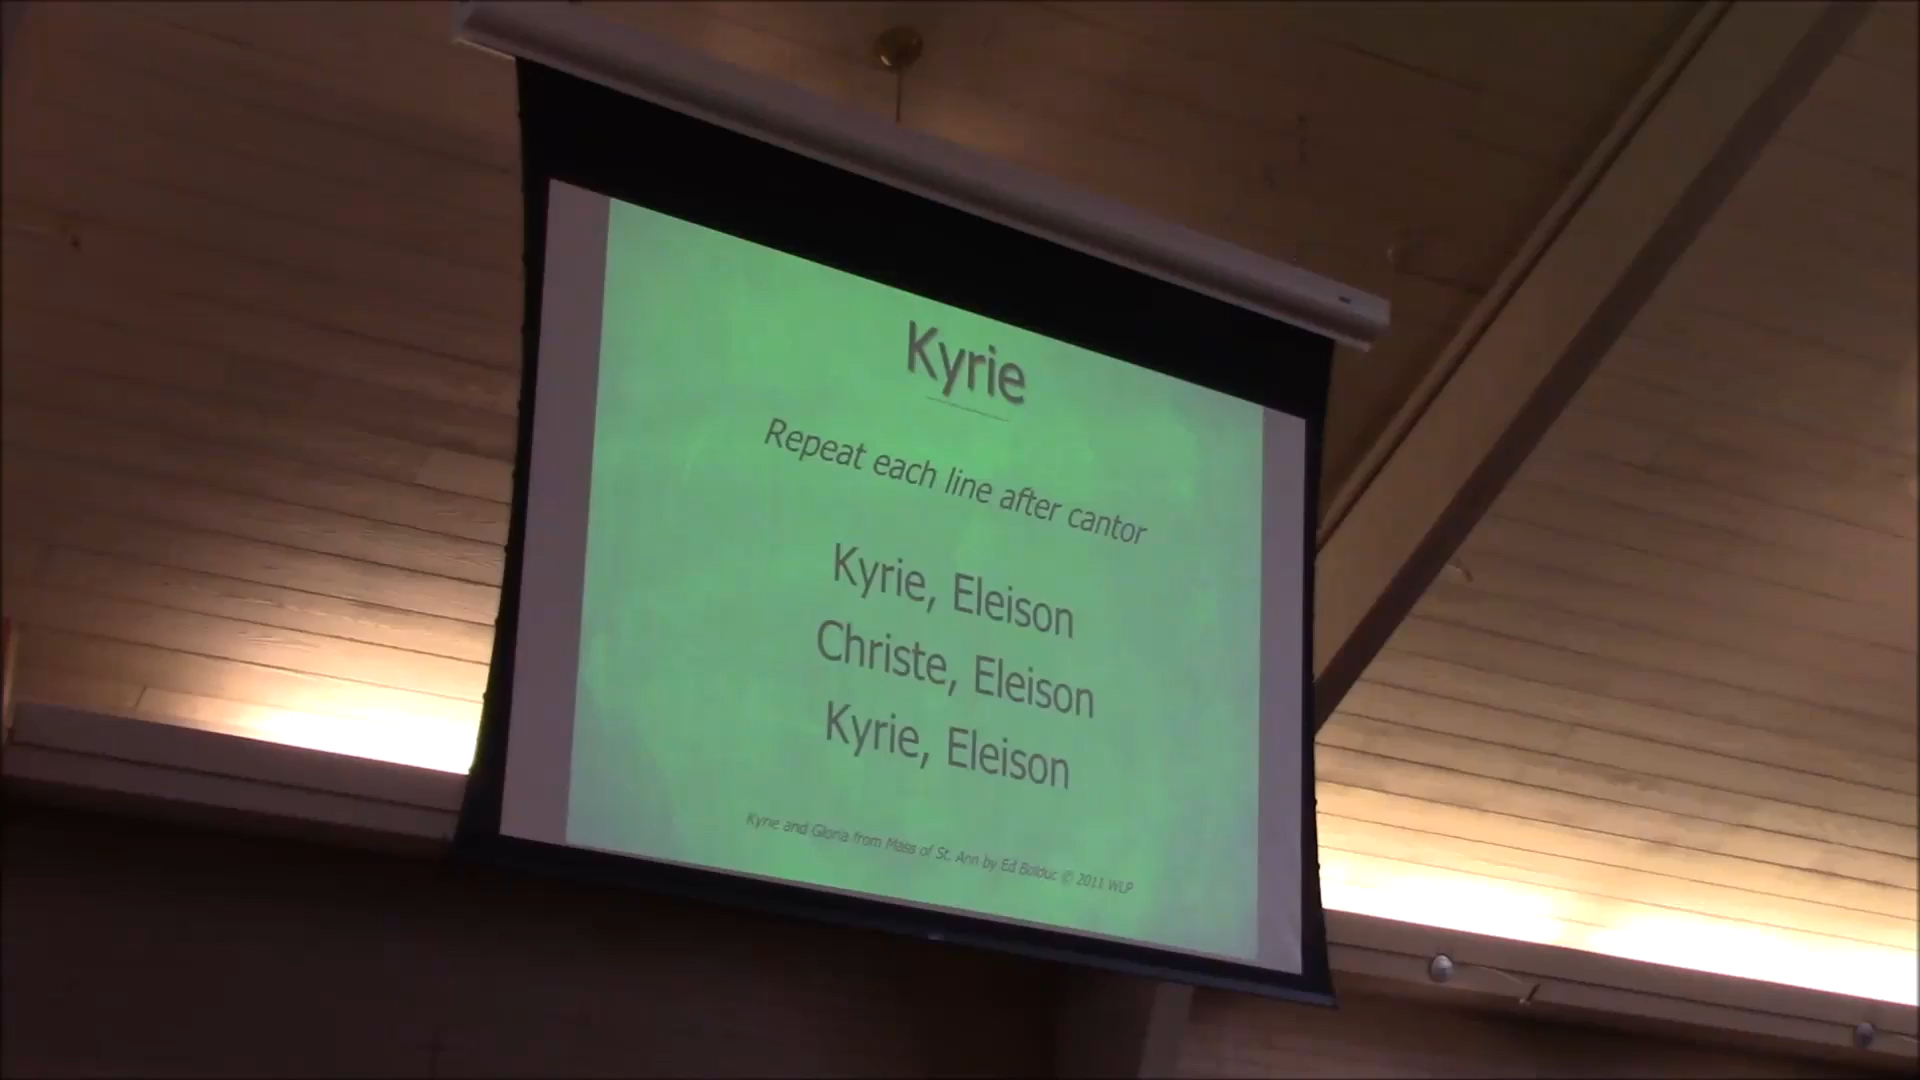 Kyrie
Repeat each line after cantor
Kyrie, Eleison
Christe, Eleison
Kyrie, Eleison
Kyrie and Gloria from Mass of St. Ann by Ed Bolduc © 2011 WLP